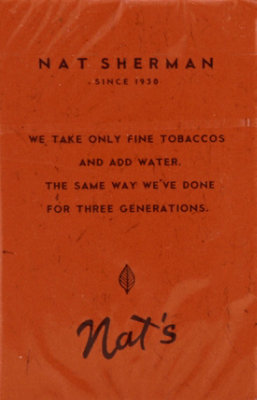 NAT SHERMAN
SINCE 1930
WE TAKE ONLY FINE TOBACCOS
AND ADD WATER.
THE SAME WAY WE'VE DONE
FOR THREE GENERATIONS.
Nat's